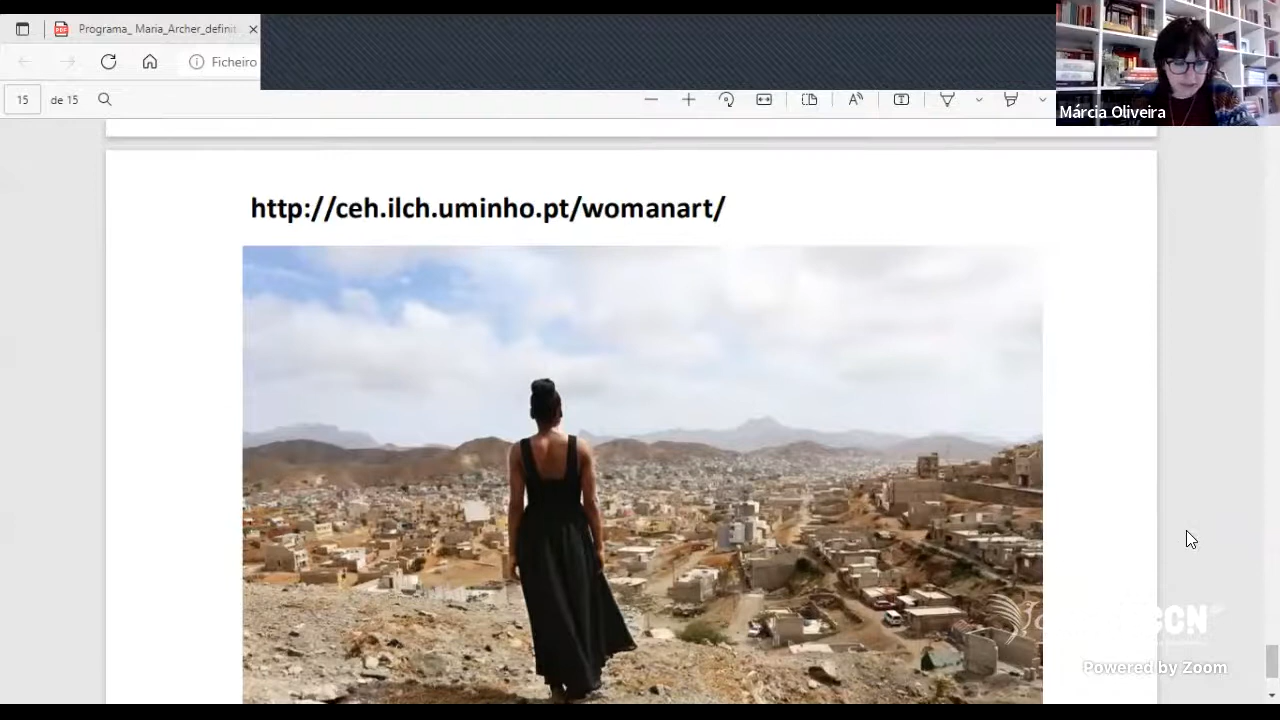 Programa_ Maria_Archer_definit
Ficheiro
15 de 15
Márcia Oliveira
http://ceh.ilch.uminho.pt/womanart/
Powered by Zoom